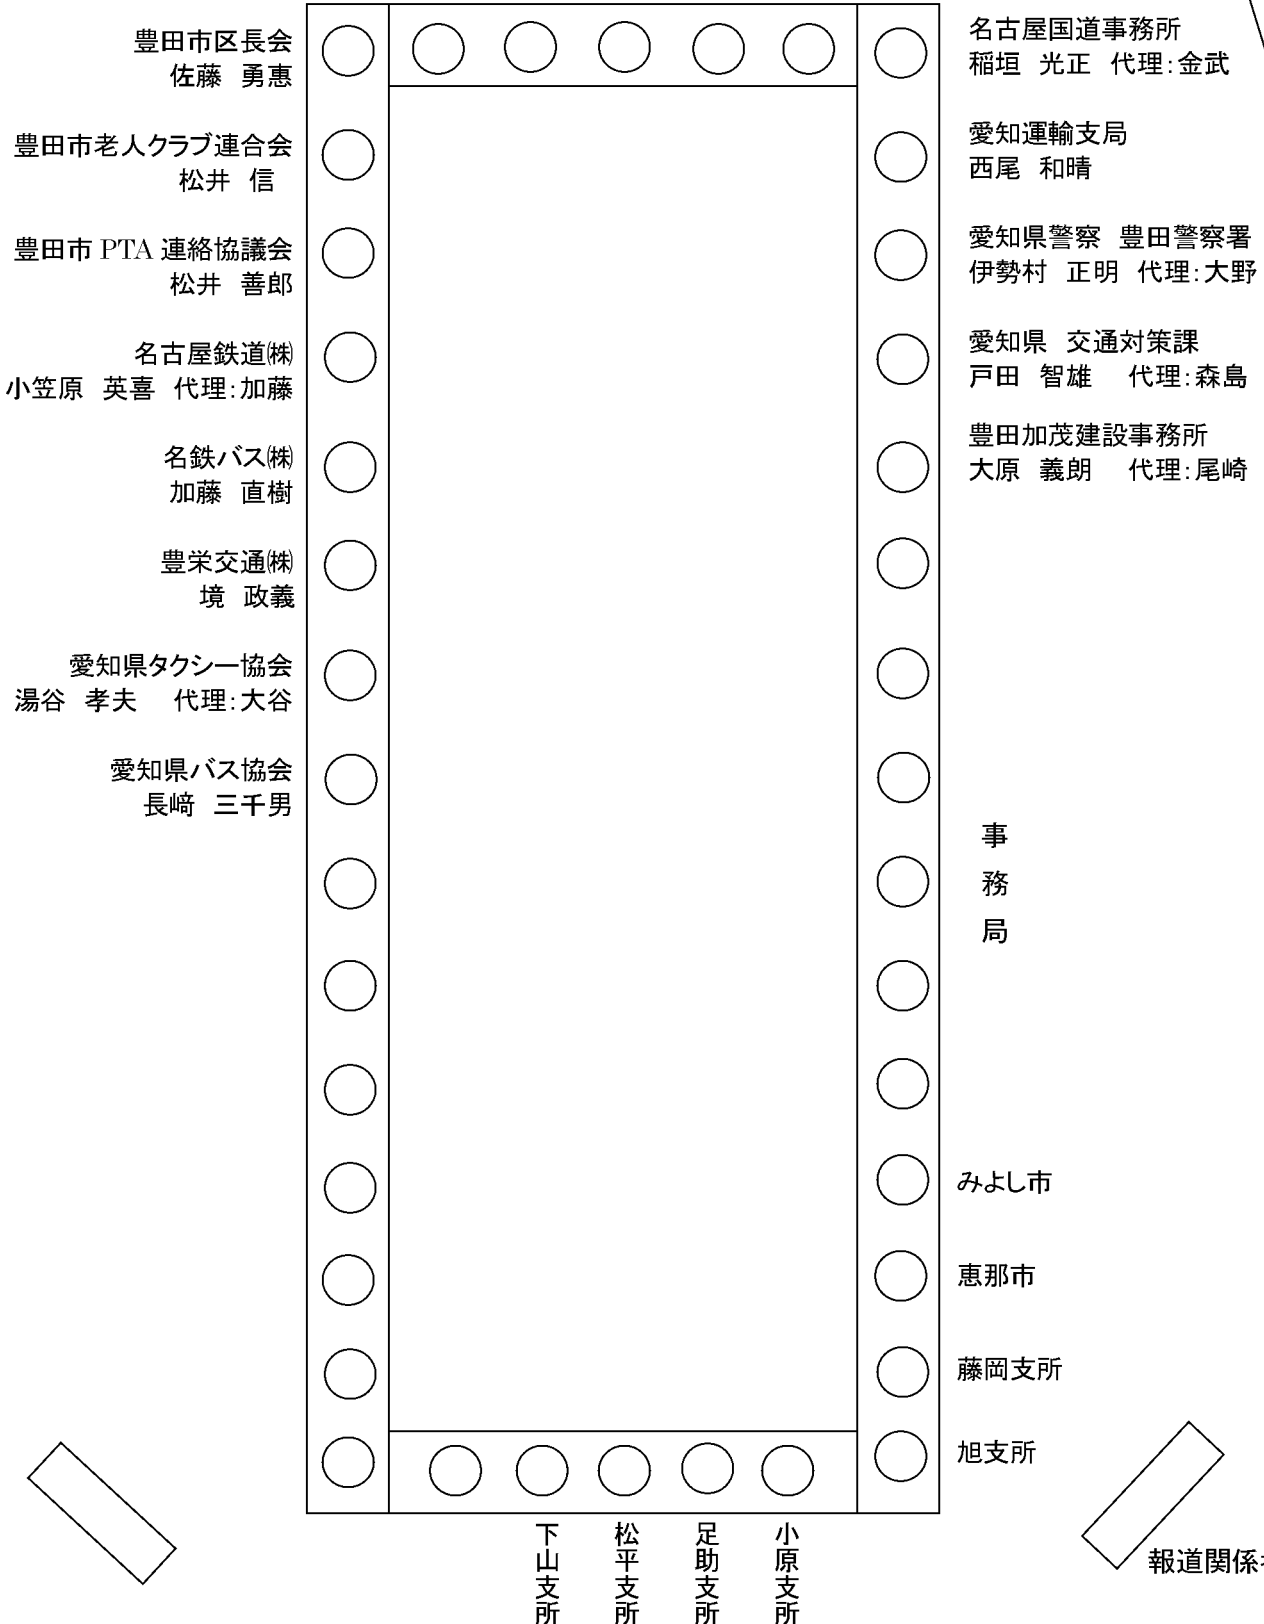 豊田市区長会
佐藤 勇惠
豊田市老人クラブ連合会
松井 信
豊田市 PTA 連絡協議会
松井 善郎
名古屋鉄道㈱
小笠原 英喜 代理:加藤
名鉄バス㈱
加藤 直樹
豊栄交通㈱
境 政義
愛知県タクシー協会
湯谷 孝夫 代理:大谷
愛知県バス協会
長﨑 三千男
名古屋国道事務所
稲垣 光正 代理:金武
愛知運輸支局
西尾 和晴
愛知県警察 豊田警察署
伊勢村 正明 代理:大野
愛知県 交通対策課
戸田 智雄 代理:森島
豊田加茂建設事務所
大原 義朗 代理:尾崎
事務局
みよし市
恵那市
藤岡支所
旭支所
下山支所
松平支所
足助支所
小原支所
報道関係